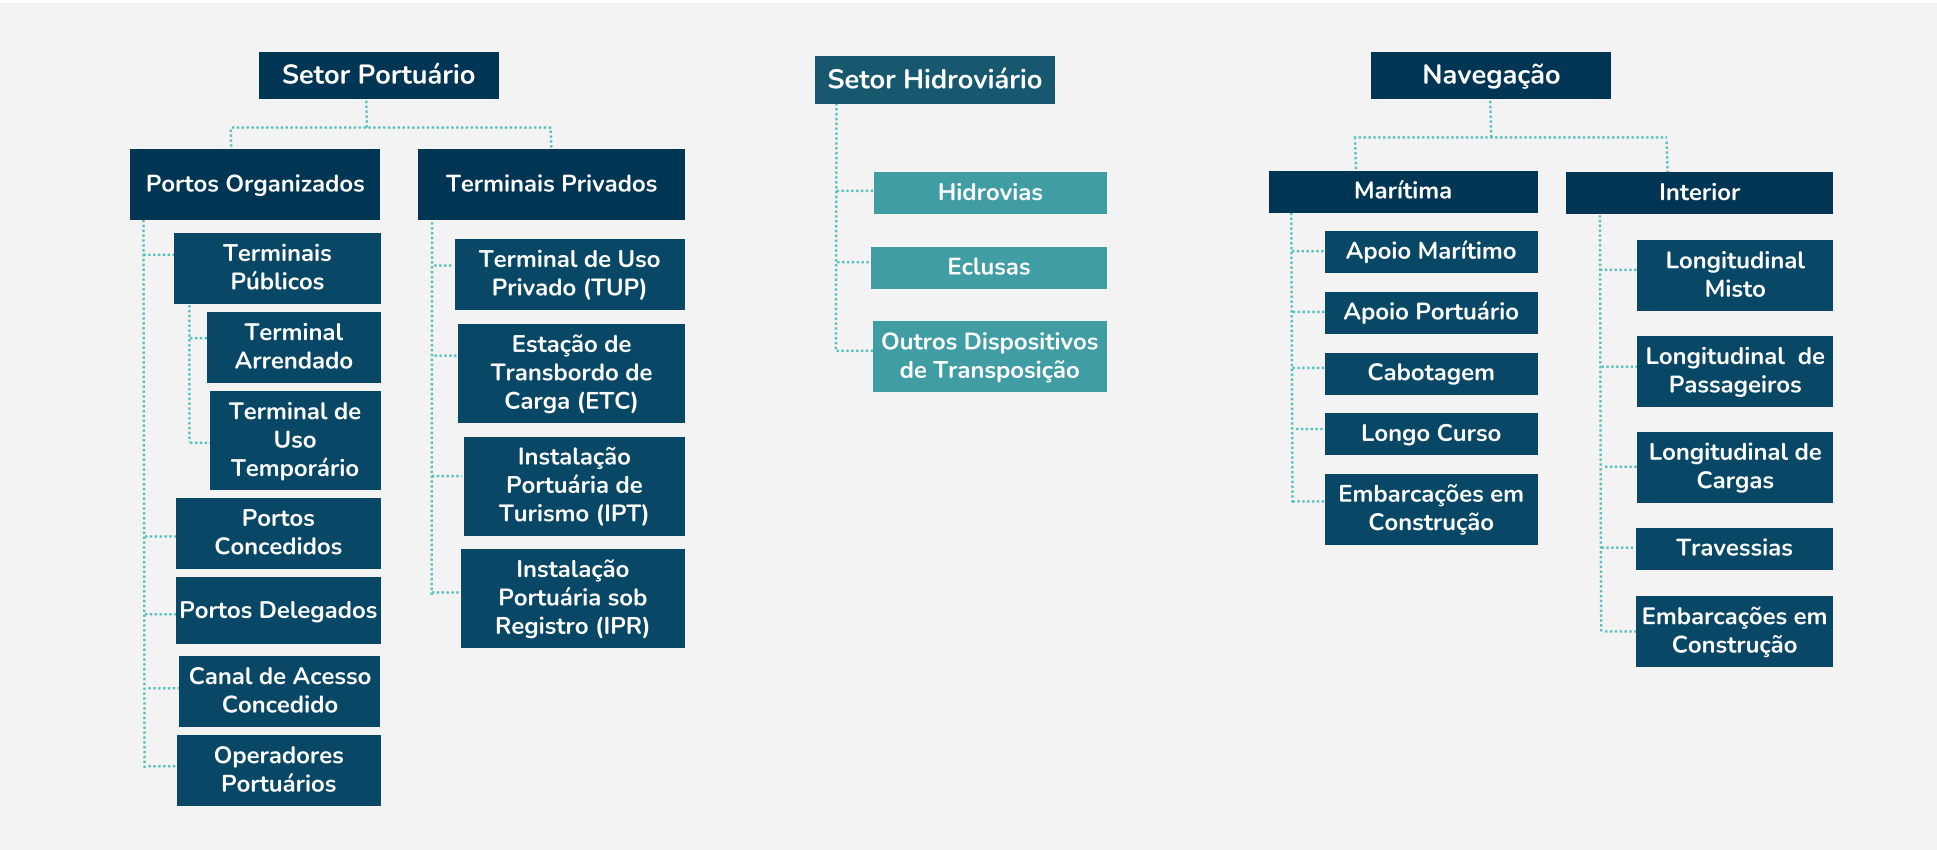 Setor Portuário
Portos Organizados
Terminais
Públicos
Terminal
Arrendado
Terminal de
Uso
Temporário
Portos
Concedidos
Portos Delegados
Canal de Acesso
Concedido
Operadores
Portuários
Terminais Privados
Terminal de Uso
Privado (TUP)
Estação de
Transbordo de
Carga (ETC)
Instalação
Portuária de
Turismo (IPT)
Instalação
Portuária sob
Registro (IPR)
Setor Hidroviário
Hidrovias
Eclusas
Outros Dispositivos
de Transposição
Navegação
Marítima
Apoio Marítimo
Apoio Portuário
Cabotagem
Longo Curso
Embarcações em
Construção
Interior
Longitudinal
Misto
Longitudinal de
Passageiros
Longitudinal de
Cargas
Travessias
Embarcações em
Construção